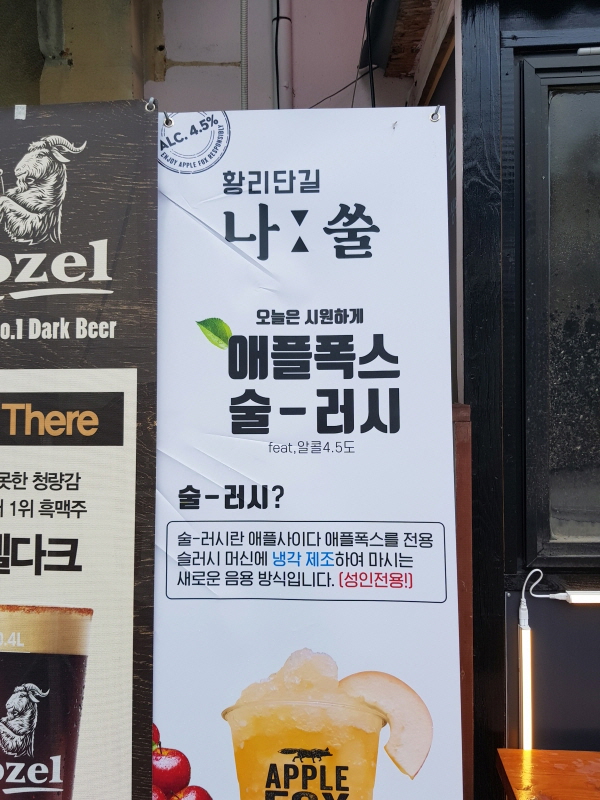 ozel
o.1 Dark Beer
There
못한 청량감
1위 흑맥주
다크
0.4L
ozel
ALC. 4.5%
ENJOY APPLE FOX RESPONSIBLY
황리단길
나:쑬
오늘은 시원하게
애플폭스
술-러시
feat,알콜4.5도
술-러시?
술-러시란 애플사이다 애플폭스를 전용
슬러시 머신에 냉각 제조하여 마시는
새로운 음용 방식입니다. (성인전용!)
APPLE
FOX